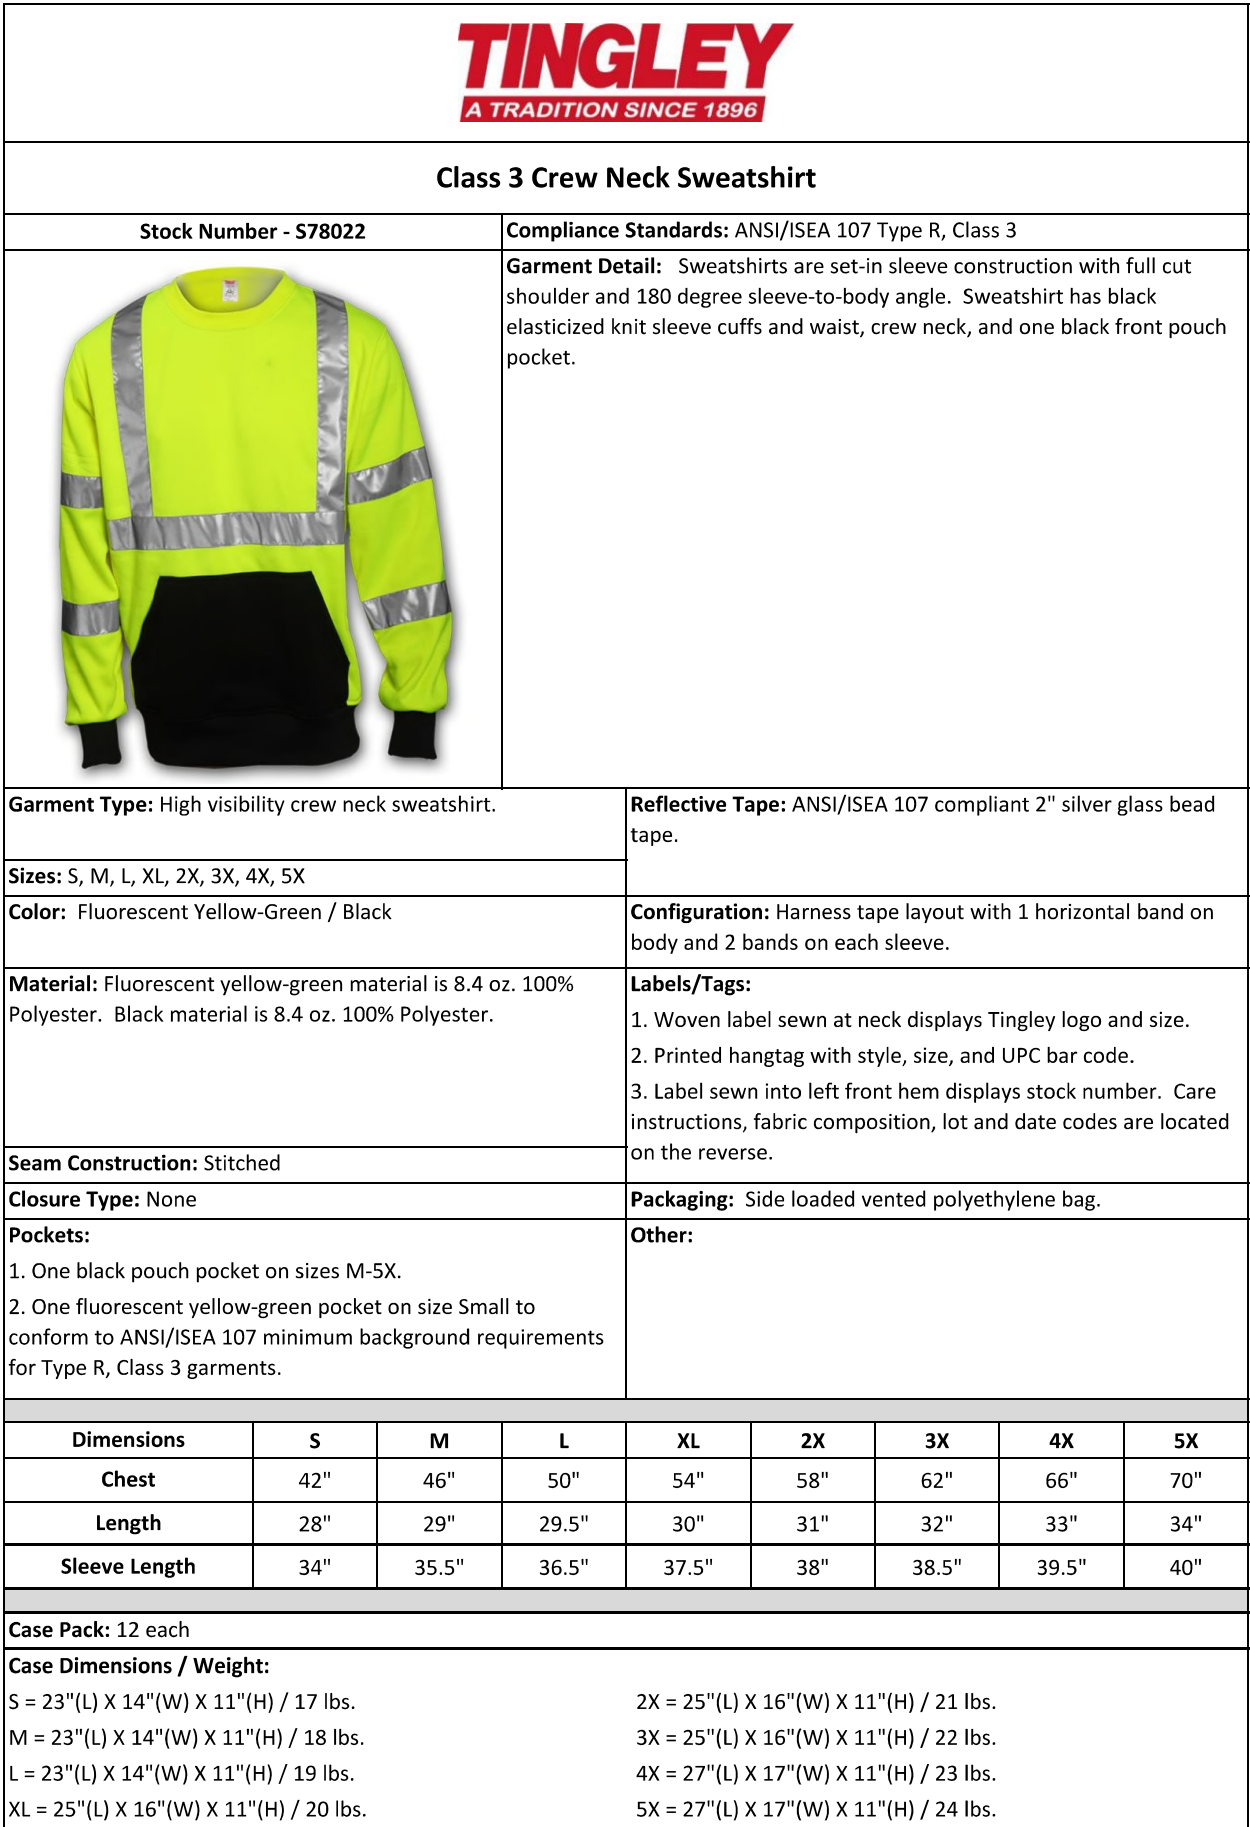 TINGLEY
A TRADITION SINCE 1896
Class 3 Crew Neck Sweatshirt
Stock Number - S78022
Compliance Standards: ANSI/ISEA 107 Type R, Class 3
Garment Detail: Sweatshirts are set-in sleeve construction with full cut
shoulder and 180 degree sleeve-to-body angle. Sweatshirt has black
elasticized knit sleeve cuffs and waist, crew neck, and one black front pouch
pocket.
Garment Type: High visibility crew neck sweatshirt.
Reflective Tape: ANSI/ISEA 107 compliant 2" silver glass bead
tape.
Sizes: S, M, L, XL, 2X, 3X, 4X, 5X
Color: Fluorescent Yellow-Green / Black
Configuration: Harness tape layout with 1 horizontal band on
body and 2 bands on each sleeve.
Material: Fluorescent yellow-green material is 8.4 oz. 100%
Polyester. Black material is 8.4 oz. 100% Polyester.
Labels/Tags:
1. Woven label sewn at neck displays Tingley logo and size.
2. Printed hangtag with style, size, and UPC bar code.
3. Label sewn into left front hem displays stock number. Care
instructions, fabric composition, lot and date codes are located
on the reverse.
Seam Construction: Stitched
Closure Type: None
Packaging: Side loaded vented polyethylene bag.
Pockets:
1. One black pouch pocket on sizes M-5X.
2. One fluorescent yellow-green pocket on size Small to
conform to ANSI/ISEA 107 minimum background requirements
for Type R, Class 3 garments.
Other:
Dimensions S M L XL 2X 3X 4X 5X
Chest 42" 46" 50" 54" 58" 62" 66" 70"
Length 28" 29" 29.5" 30" 31" 32" 33" 34"
Sleeve Length 34" 35.5" 36.5" 37.5" 38" 38.5" 39.5" 40"
Case Pack: 12 each
Case Dimensions / Weight:
S = 23"(L) X 14"(W) X 11"(H) / 17 lbs.
M = 23"(L) X 14"(W) X 11"(H) / 18 lbs.
L = 23"(L) X 14"(W) X 11"(H) / 19 lbs.
XL = 25"(L) X 16"(W) X 11"(H) / 20 lbs.
2X = 25"(L) X 16"(W) X 11"(H) / 21 lbs.
3X = 25"(L) X 16"(W) X 11"(H) / 22 lbs.
4X = 27"(L) X 17"(W) X 11"(H) / 23 lbs.
5X = 27"(L) X 17"(W) X 11"(H) / 24 lbs.